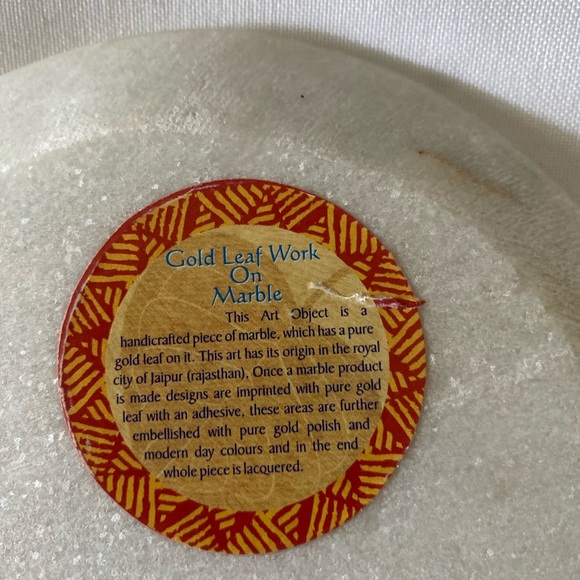 Gold Leaf Work
On
Marble
This Art Object is a
handicrafted piece of marble, which has a pure
gold leaf on it. This art has its origin in the royal
city of Jaipur (rajasthan), Once a marble product
is made designs are imprinted with pure gold
leaf with an adhesive, these areas are further
embellished with pure gold polish and
modern day colours and in the end
whole piece is lacquered.